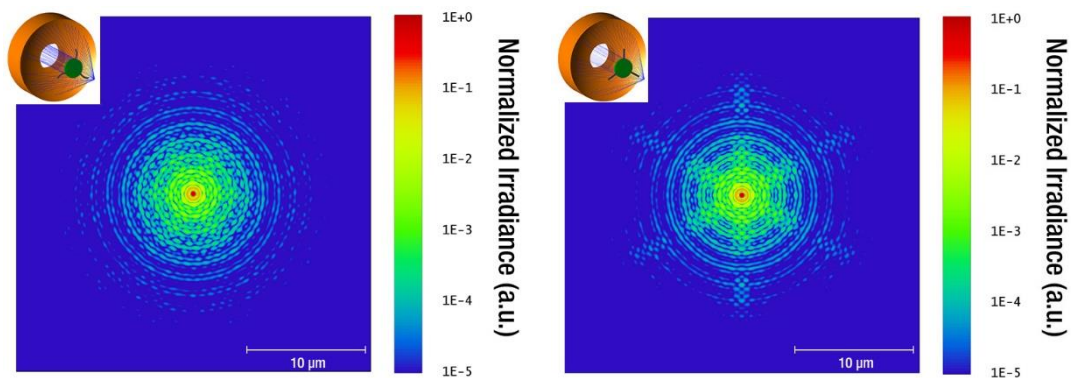 1E+0
1E-1
1E-2
1E-3
1E-4
1E-5
Normalized Irradiance (a.u.)
10 µm
1E+0
1E-1
1E-2
1E-3
1E-4
1E-5
Normalized Irradiance (a.u.)
10 µm